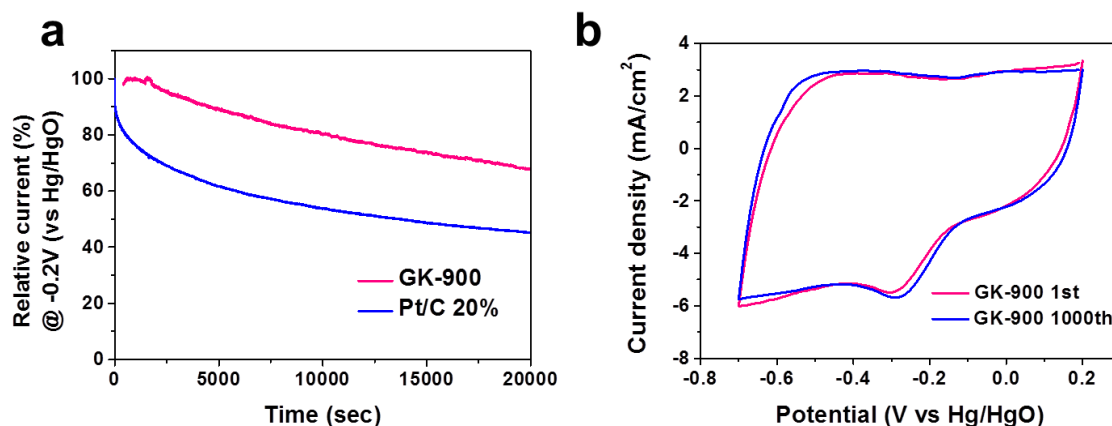 a
Relative current (%)
@ -0.2V (vs Hg/HgO)
100
80
60
40
20
0
GK-900
Pt/C 20%
0
5000
10000
15000
20000
Time (sec)
b
Current density (mA/cm²)
4
2
0
-2
-4
-6
-8
GK-900 1st
GK-900 1000th
-0.8
-0.6
-0.4
-0.2
0.0
0.2
Potential (V vs Hg/HgO)